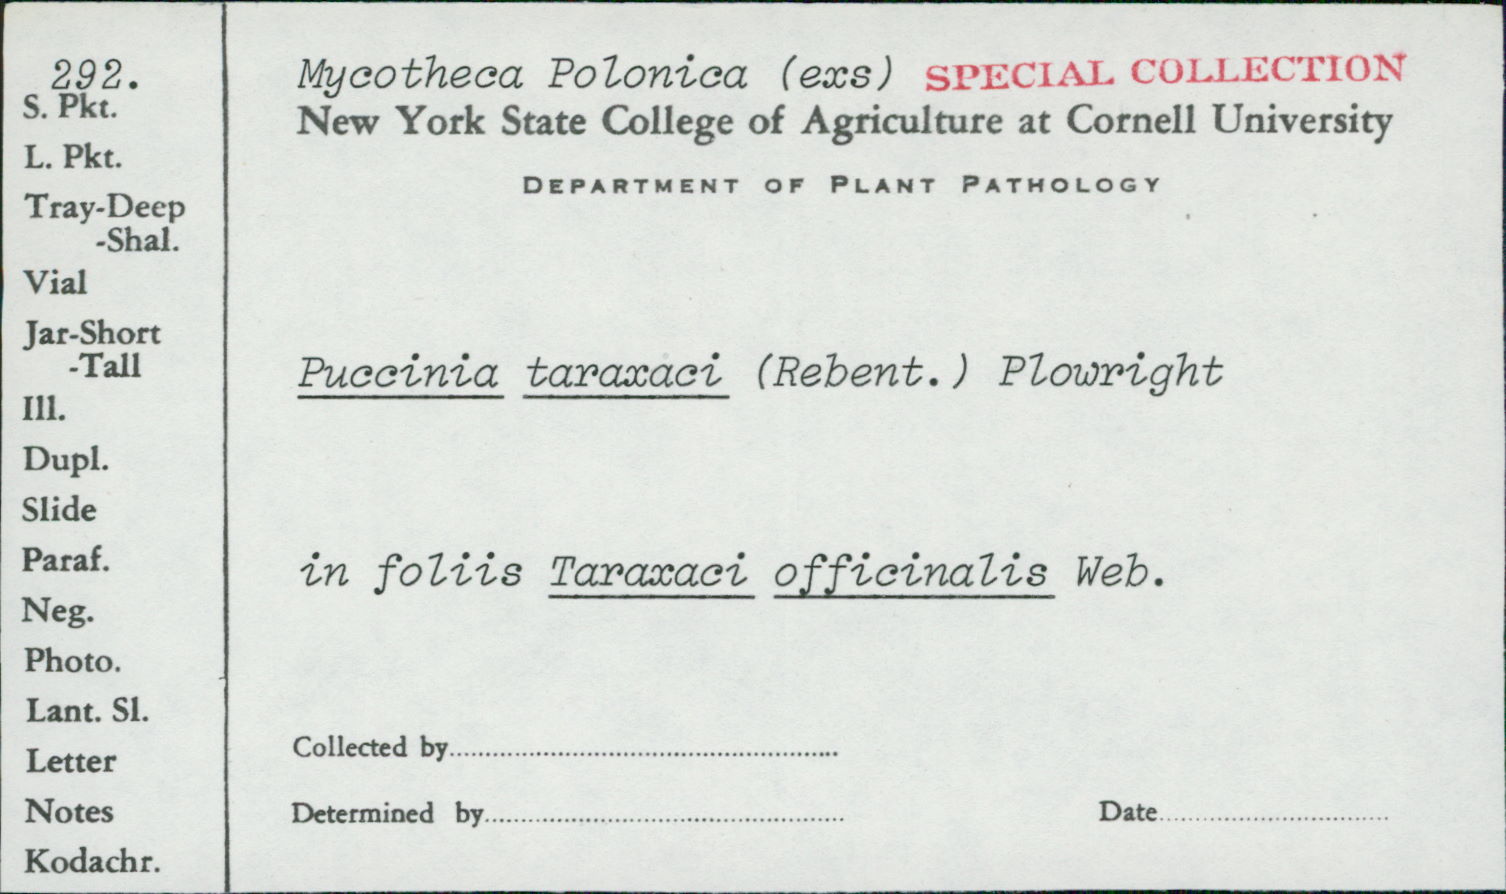 292.
S. Pkt.
L. Pkt.
Tray-Deep
-Shal.
Vial
Jar-Short
-Tall
Ill.
Dupl.
Slide
Paraf.
Neg.
Photo.
Lant. Sl.
Letter
Notes
Kodachr.
Mycotheca Polonica (exs) SPECIAL COLLECTION
New York State College of Agriculture at Cornell University
DEPARTMENT OF PLANT PATHOLOGY
Puccinia taraxaci (Rebent.) Plowright
in foliis Taraxaci officinalis Web.
Collected by
Determined by Date